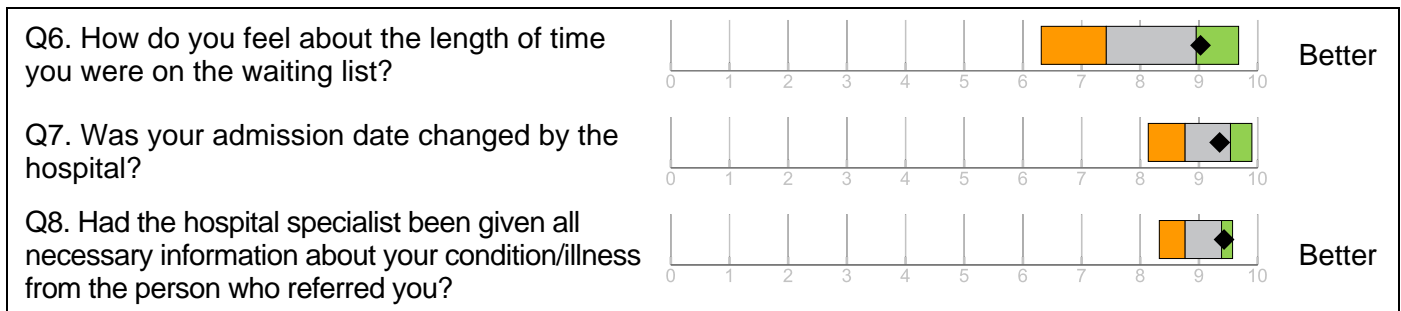 Q6. How do you feel about the length of time
you were on the waiting list?
Better
0 1 2 3 4 5 6 7 8 9 10
Q7. Was your admission date changed by the
hospital?
0 1 2 3 4 5 6 7 8 9 10
Q8. Had the hospital specialist been given all
necessary information about your condition/illness
from the person who referred you?
Better
0 1 2 3 4 5 6 7 8 9 10